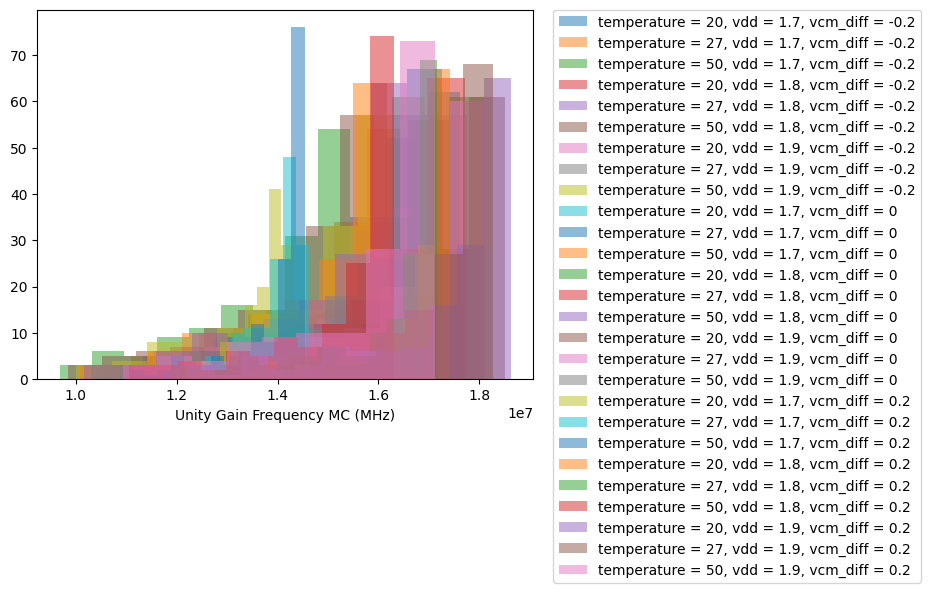 70
60
50
40
30
20
10
0
1.0 1.2 1.4 1.6 1.8
1e7
Unity Gain Frequency MC (MHz)
temperature = 20, vdd = 1.7, vcm_diff = -0.2
temperature = 27, vdd = 1.7, vcm_diff = -0.2
temperature = 50, vdd = 1.7, vcm_diff = -0.2
temperature = 20, vdd = 1.8, vcm_diff = -0.2
temperature = 27, vdd = 1.8, vcm_diff = -0.2
temperature = 50, vdd = 1.8, vcm_diff = -0.2
temperature = 20, vdd = 1.9, vcm_diff = -0.2
temperature = 27, vdd = 1.9, vcm_diff = -0.2
temperature = 50, vdd = 1.9, vcm_diff = -0.2
temperature = 20, vdd = 1.7, vcm_diff = 0
temperature = 27, vdd = 1.7, vcm_diff = 0
temperature = 50, vdd = 1.7, vcm_diff = 0
temperature = 20, vdd = 1.8, vcm_diff = 0
temperature = 27, vdd = 1.8, vcm_diff = 0
temperature = 50, vdd = 1.8, vcm_diff = 0
temperature = 20, vdd = 1.9, vcm_diff = 0
temperature = 27, vdd = 1.9, vcm_diff = 0
temperature = 50, vdd = 1.9, vcm_diff = 0
temperature = 20, vdd = 1.7, vcm_diff = 0.2
temperature = 27, vdd = 1.7, vcm_diff = 0.2
temperature = 50, vdd = 1.7, vcm_diff = 0.2
temperature = 20, vdd = 1.8, vcm_diff = 0.2
temperature = 27, vdd = 1.8, vcm_diff = 0.2
temperature = 50, vdd = 1.8, vcm_diff = 0.2
temperature = 20, vdd = 1.9, vcm_diff = 0.2
temperature = 27, vdd = 1.9, vcm_diff = 0.2
temperature = 50, vdd = 1.9, vcm_diff = 0.2